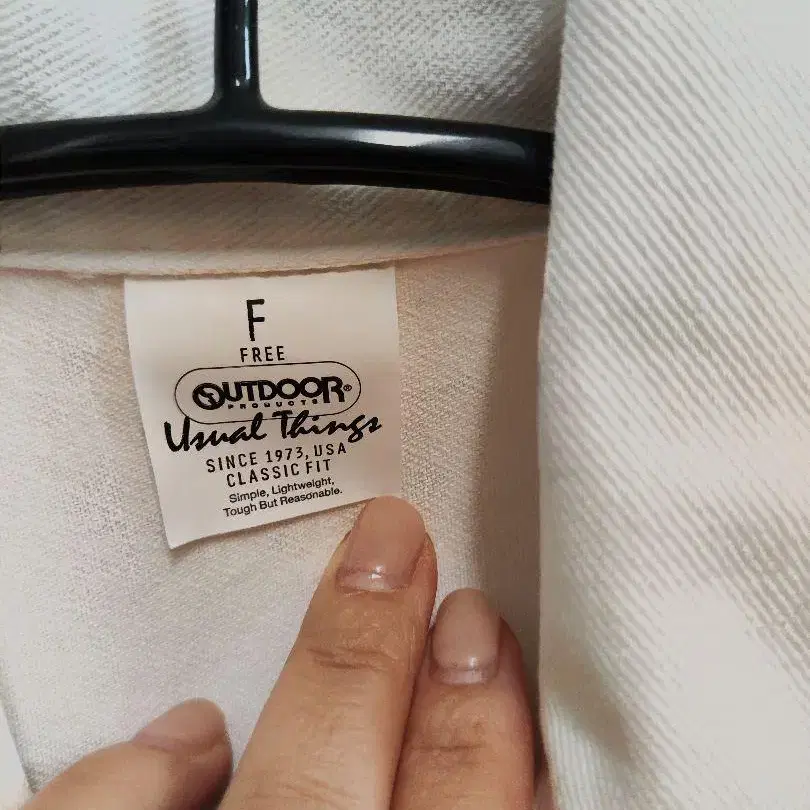 F
FREE
OUTDOOR®
PRODUCTS
Usual Things
SINCE 1973, USA
CLASSIC FIT
Simple, Lightweight,
Tough But Reasonable.